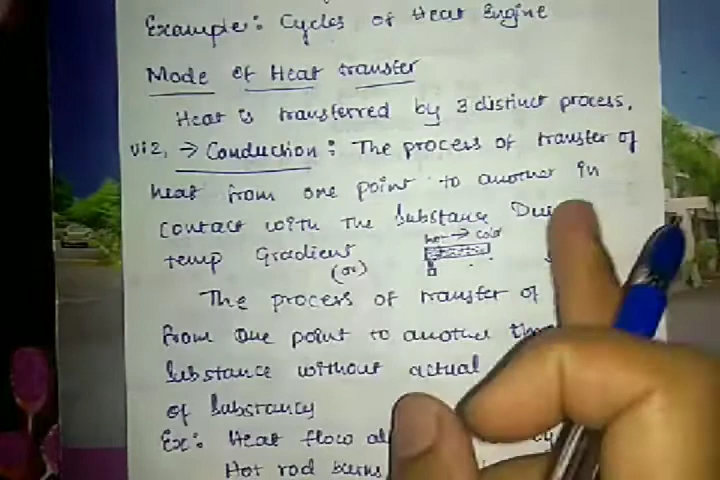 Example: Cycles of Heat Engine
Mode of Heat transfer
Heat is transferred by 3 distinct process.
viz, → Conduction: The process of transfer of
heat from one point to another in
contact with the substance
temp Gradient
hot → cold
(or)
The process of transfer of
From one point to another
substance without actual
of substances
Ex: Heat flow
Hot rod burns